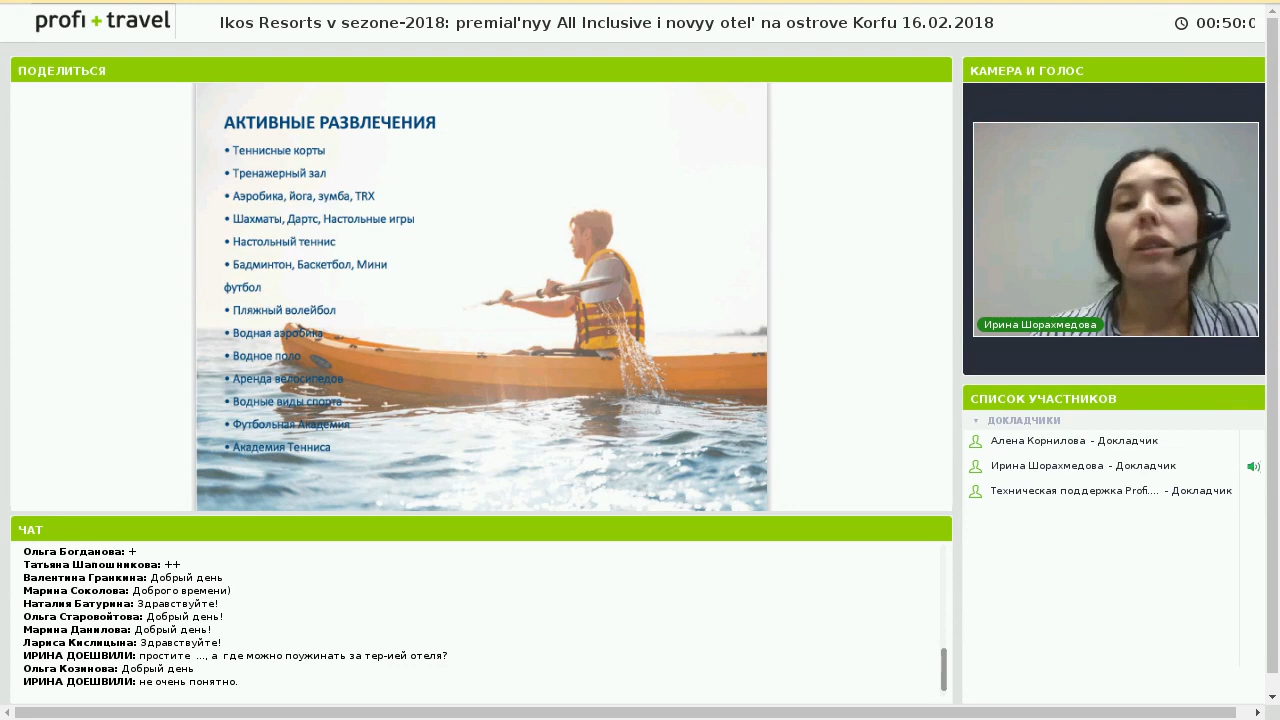 profi + travel
Ikos Resorts v sezone-2018: premial'nyy All Inclusive i novyy otel' na ostrove Korfu 16.02.2018
00:50:0
ПОДЕЛИТЬСЯ
АКТИВНЫЕ РАЗВЛЕЧЕНИЯ
• Теннисные корты
• Тренажерный зал
• Аэробика, йога, зумба, TRX
• Шахматы, Дартс, Настольные игры
• Настольный теннис
• Бадминтон, Баскетбол, Мини
футбол
• Пляжный волейбол
• Водная аэробика
• Водное поло
• Аренда велосипедов
• Водные виды спорта
• Футбольная Академия
• Академия Тенниса
КАМЕРА И ГОЛОС
Ирина Шорахмедова
СПИСОК УЧАСТНИКОВ
ДОКЛАДЧИКИ
Алена Корнилова - Докладчик
Ирина Шорахмедова - Докладчик
Техническая поддержка Profi.... - Докладчик
ЧАТ
Ольга Богданова: +
Татьяна Шапошникова: ++
Валентина Гранкина: Добрый день
Марина Соколова: Доброго времени)
Наталия Батурина: Здравствуйте!
Ольга Старовойтова: Добрый день!
Марина Данилова: Добрый день!
Лариса Кислицына: Здравствуйте!
ИРИНА ДОЕШВИЛИ: простите ..., а где можно поужинать за тер-ией отеля?
Ольга Козинова: Добрый день
ИРИНА ДОЕШВИЛИ: не очень понятно.